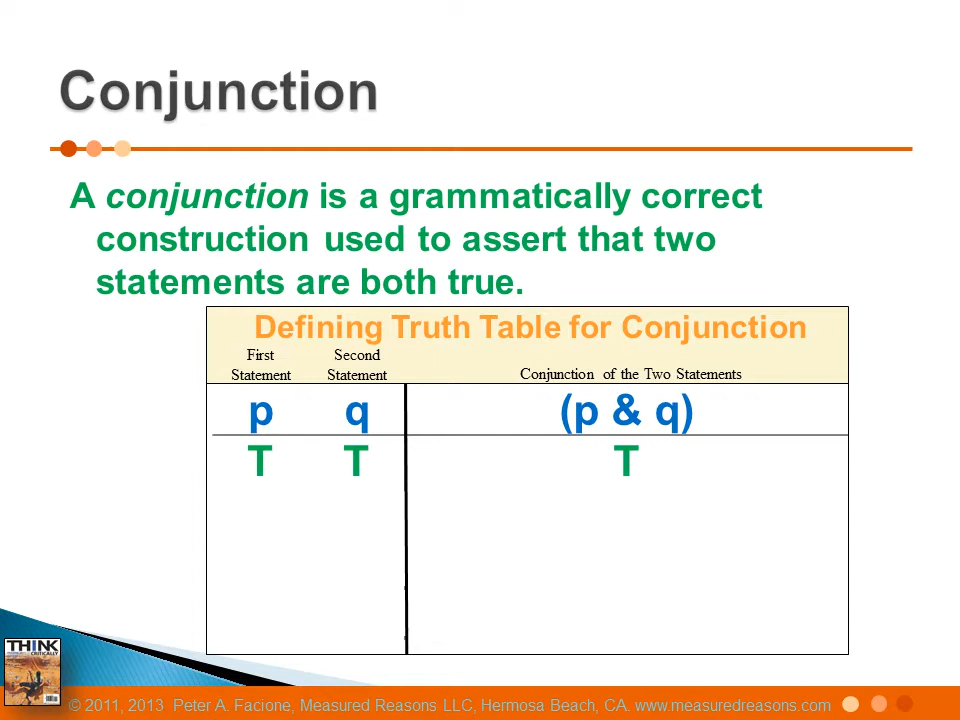 Conjunction
A conjunction is a grammatically correct
construction used to assert that two
statements are both true.
Defining Truth Table for Conjunction
First Second
Statement Statement Conjunction of the Two Statements
p q (p & q)
T T T
THINK
CRITICALLY
© 2011, 2013 Peter A. Facione, Measured Reasons LLC, Hermosa Beach, CA. www.measuredreasons.com